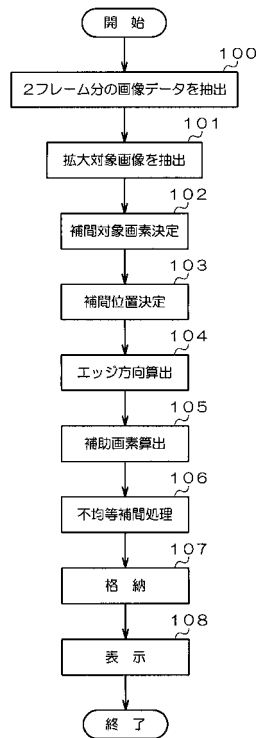 開　始
１００
２フレーム分の画像データを抽出
１０１
拡大対象画像を抽出
１０２
補間対象画素決定
１０３
補間位置決定
１０４
エッジ方向算出
１０５
補助画素算出
１０６
不均等補間処理
１０７
格　納
１０８
表　示
終　了